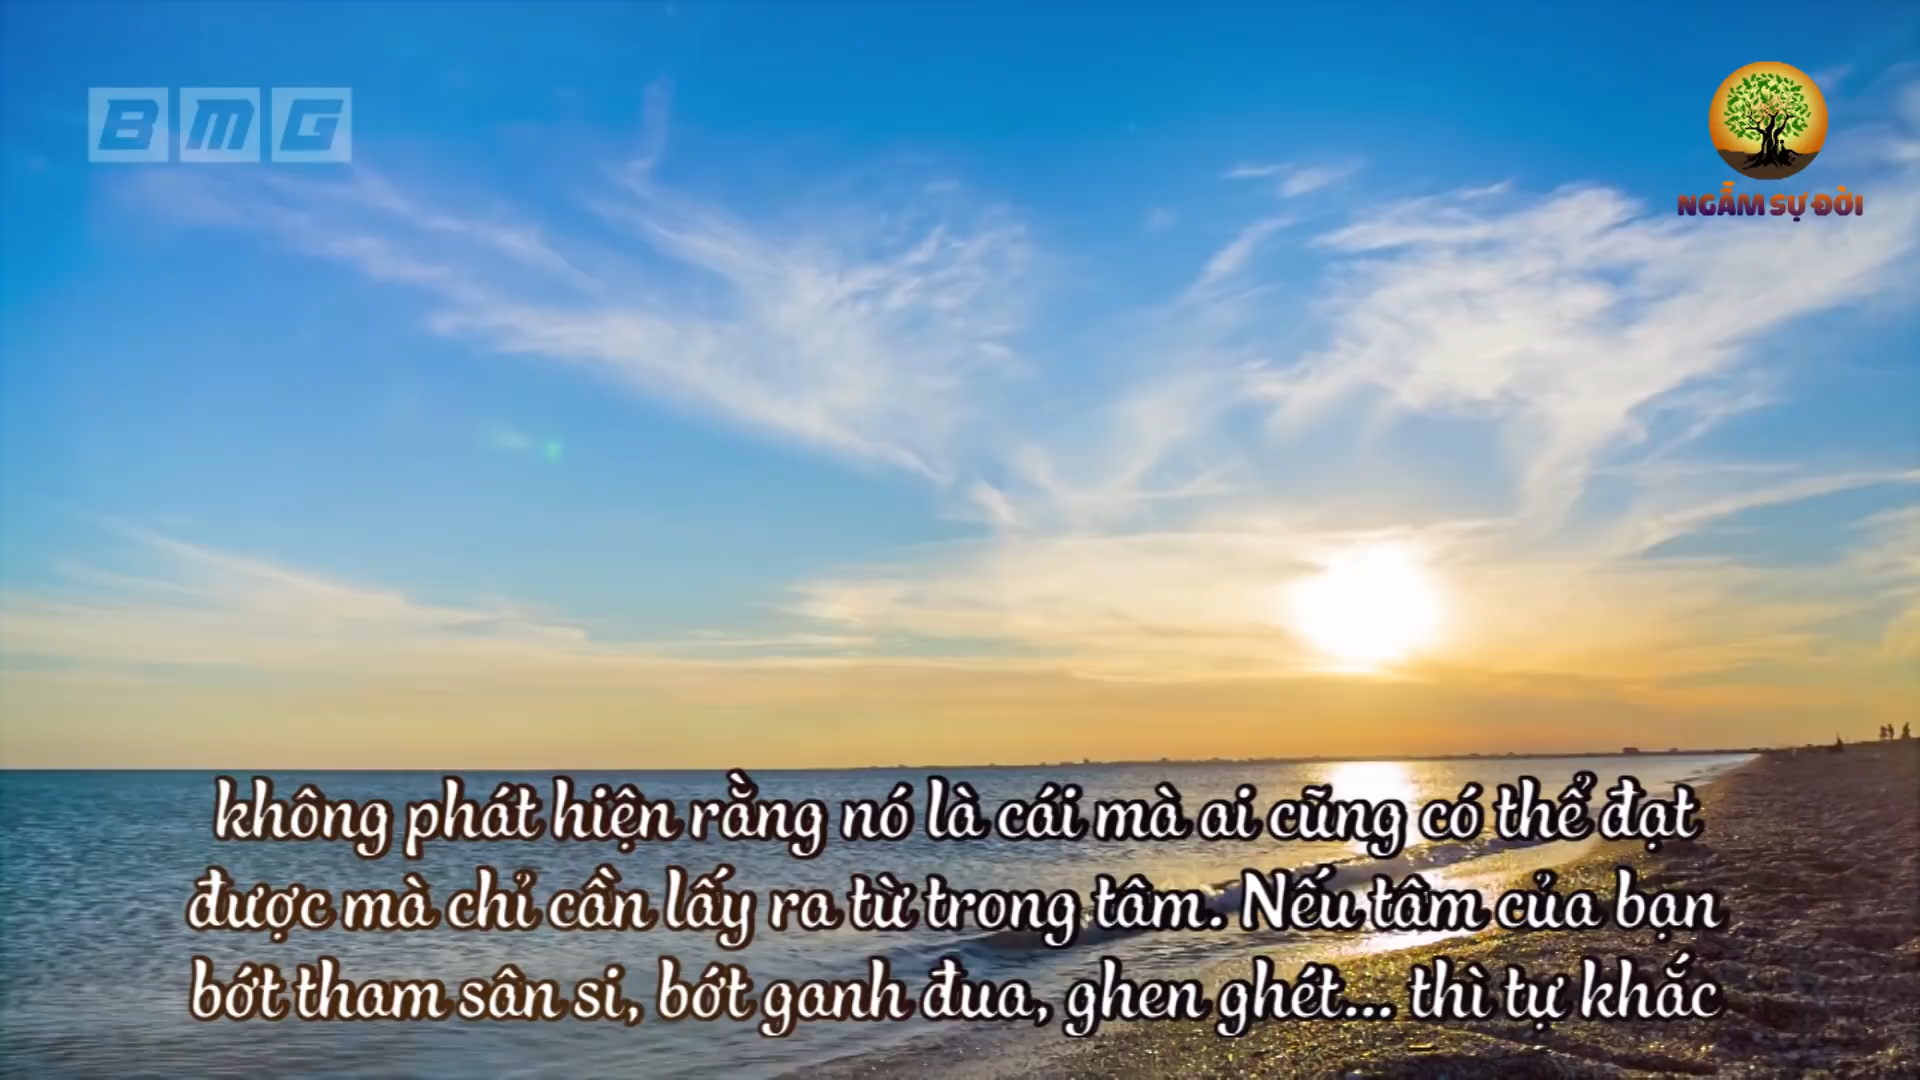 BMG
NGẪM SỰ ĐỜI
không phát hiện rằng nó là cái mà ai cũng có thể đạt
được mà chỉ cần lấy ra từ trong tâm. Nếu tâm của bạn
bớt tham sân si, bớt ganh đua, ghen ghét... thì tự khắc